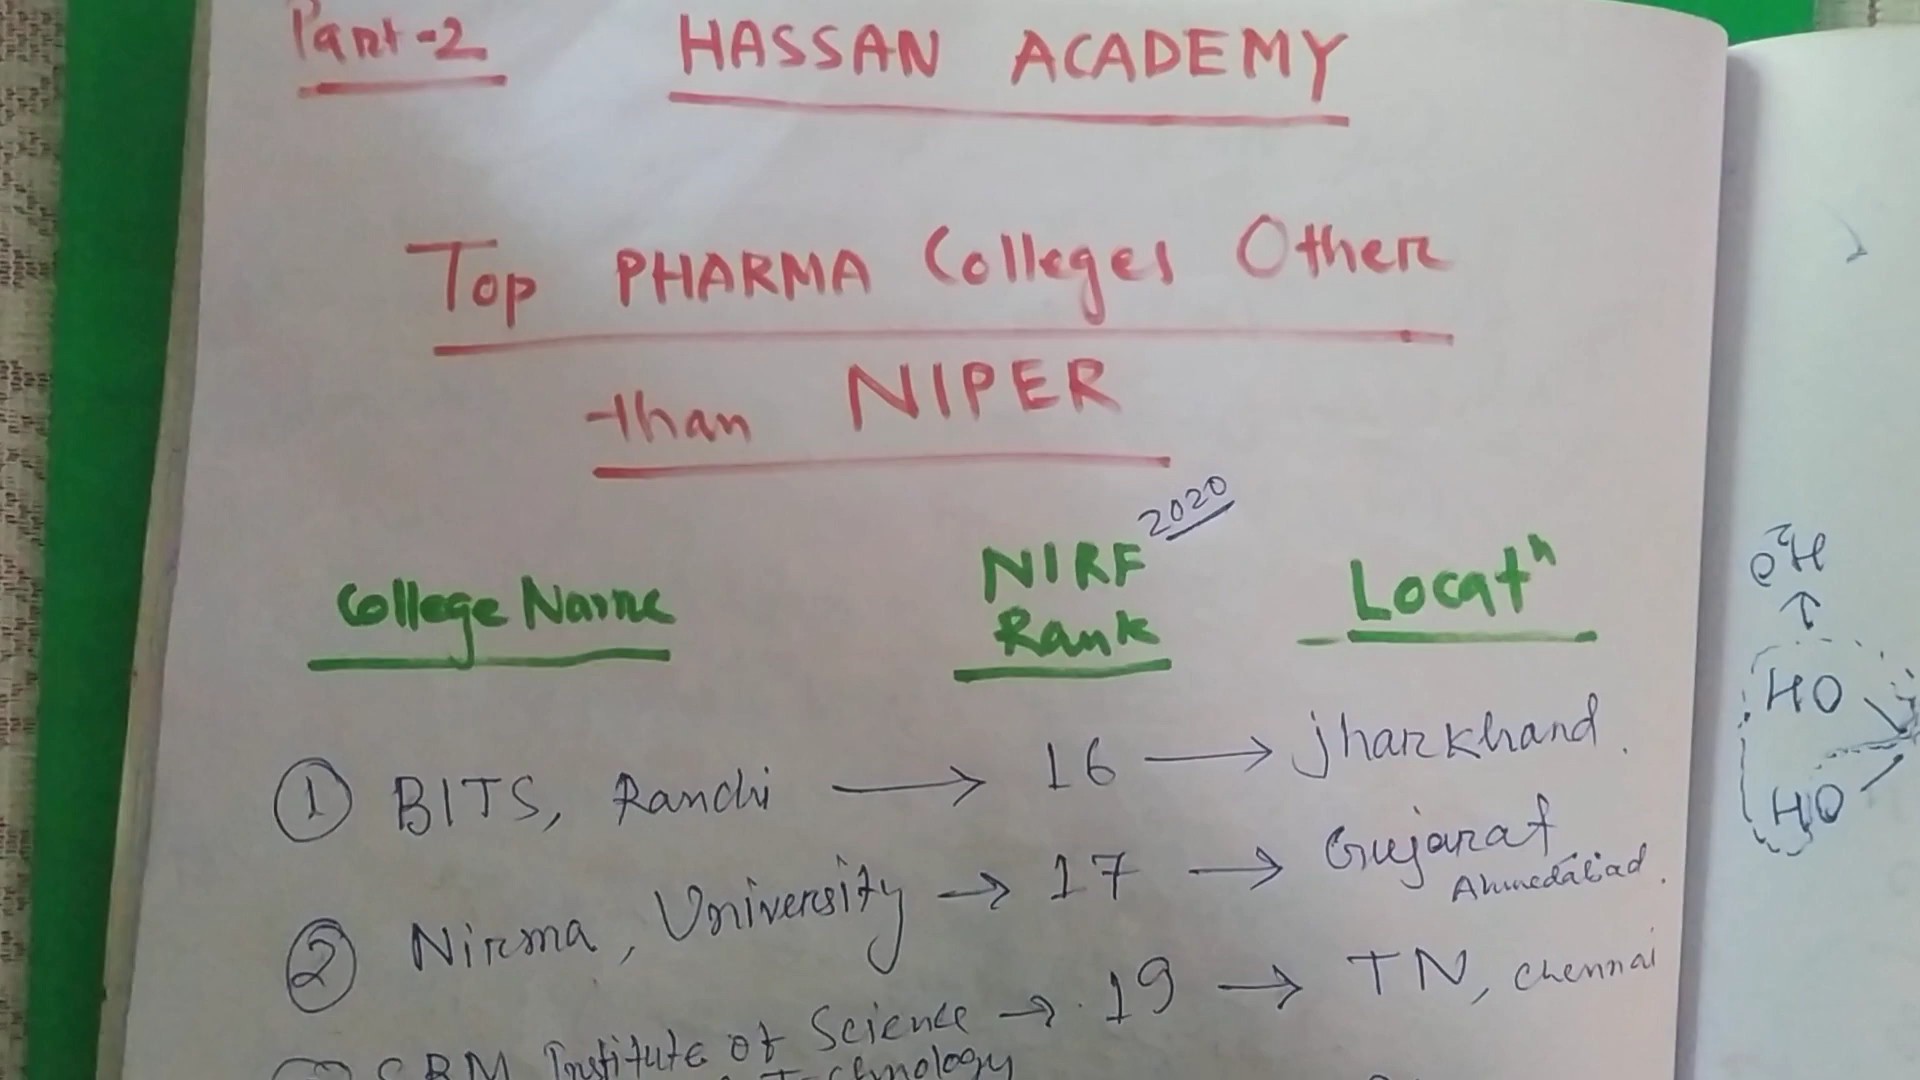 Part-2 HASSAN ACADEMY
Top PHARMA Colleges Other
than NIPER
2020
College Name NIRF Rank Locatⁿ
① BITS, Ranchi → 16 → Jharkhand.
② Nirma, University → 17 → Gujarat
Ahmedabad.
SRM Institute of Science → 19 → TN, Chennai
Technology
H2O
↑
HO
HO